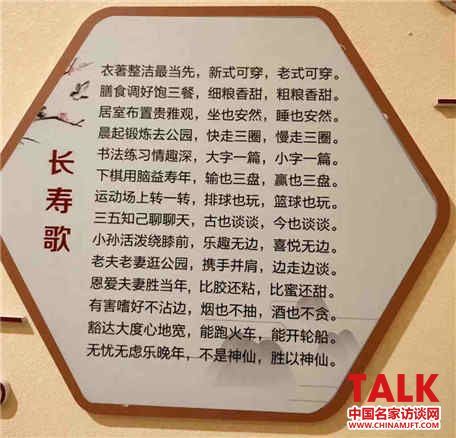 长寿歌
衣著整洁最当先，新式可穿，老式可穿。
膳食调好饱三餐，细粮香甜，粗粮香甜。
居室布置贵雅观，坐也安然，睡也安然。
晨起锻炼去公园，快走三圈，慢走三圈。
书法练习情趣深，大字一篇，小字一篇。
下棋用脑益寿年，输也三盘，赢也三盘。
运动场上转一转，排球也玩，篮球也玩。
三五知己聊聊天，古也谈谈，今也谈谈。
小孙活泼绕膝前，乐趣无边，喜悦无边。
老夫老妻逛公园，携手并肩，边走边谈。
恩爱夫妻胜当年，比胶还粘，比蜜还甜。
有害嗜好不沾边，烟也不抽，酒也不贪。
豁达大度心地宽，能跑火车，能开轮船。
无忧无虑乐晚年，不是神仙，胜以神仙。
TALK
中国名家访谈网
WWW.CHINAMJFT.COM